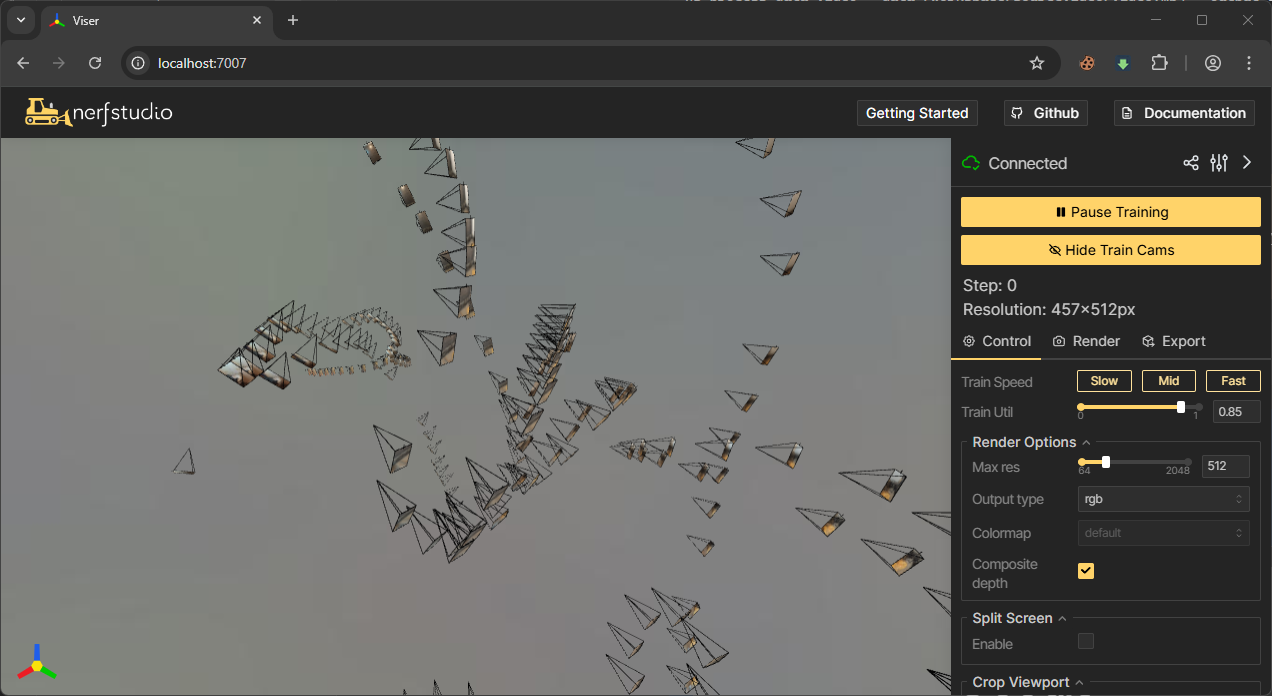 Viser
localhost:7007
nerfstudio
Getting Started
Github
Documentation
Connected
Pause Training
Hide Train Cams
Step: 0
Resolution: 457×512px
Control
Render
Export
Train Speed
Slow
Mid
Fast
Train Util
0
1
0.85
Render Options
Max res
64
2048
512
Output type
rgb
Colormap
default
Composite
depth
Split Screen
Enable
Crop Viewport